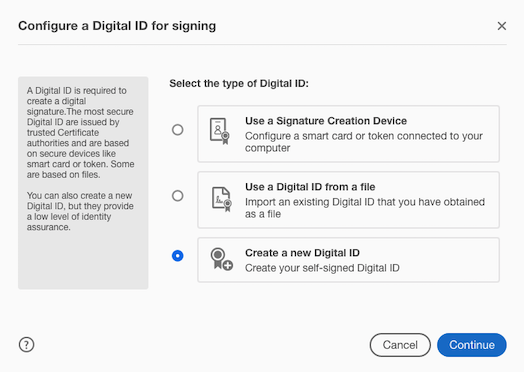 Configure a Digital ID for signing
A Digital ID is required to
create a digital
signature.The most secure
Digital ID are issued by
trusted Certificate
authorities and are based
on secure devices like
smart card or token. Some
are based on files.
You can also create a new
Digital ID, but they provide
a low level of identity
assurance.
Select the type of Digital ID:
Use a Signature Creation Device
Configure a smart card or token connected to your
computer
Use a Digital ID from a file
Import an existing Digital ID that you have obtained
as a file
Create a new Digital ID
Create your self-signed Digital ID
?
Cancel
Continue